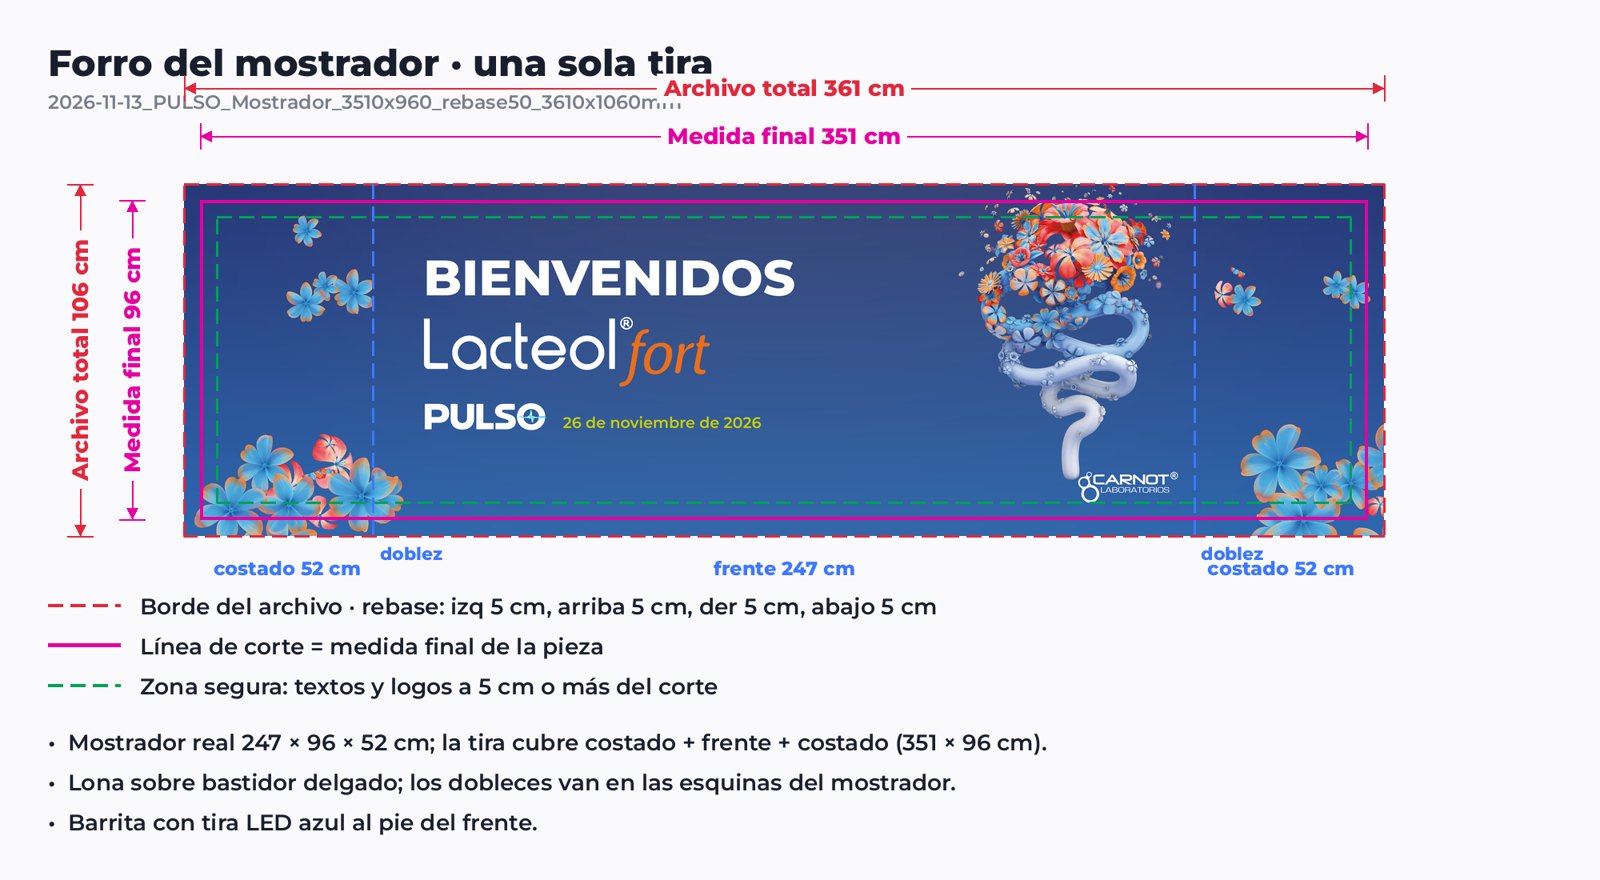 Forro del mostrador · una sola tira
Archivo total 361 cm
2026-11-13_PULSO_Mostrador_3510x960_rebase50_3610x1060mm
Medida final 351 cm
Archivo total 106 cm
Medida final 96 cm
BIENVENIDOS
Lacteol® fort
PULSO 26 de noviembre de 2026
CARNOT®
LABORATORIOS
doblez
doblez
costado 52 cm
frente 247 cm
costado 52 cm
Borde del archivo · rebase: izq 5 cm, arriba 5 cm, der 5 cm, abajo 5 cm
Línea de corte = medida final de la pieza
Zona segura: textos y logos a 5 cm o más del corte
• Mostrador real 247 × 96 × 52 cm; la tira cubre costado + frente + costado (351 × 96 cm).
• Lona sobre bastidor delgado; los dobleces van en las esquinas del mostrador.
• Barrita con tira LED azul al pie del frente.